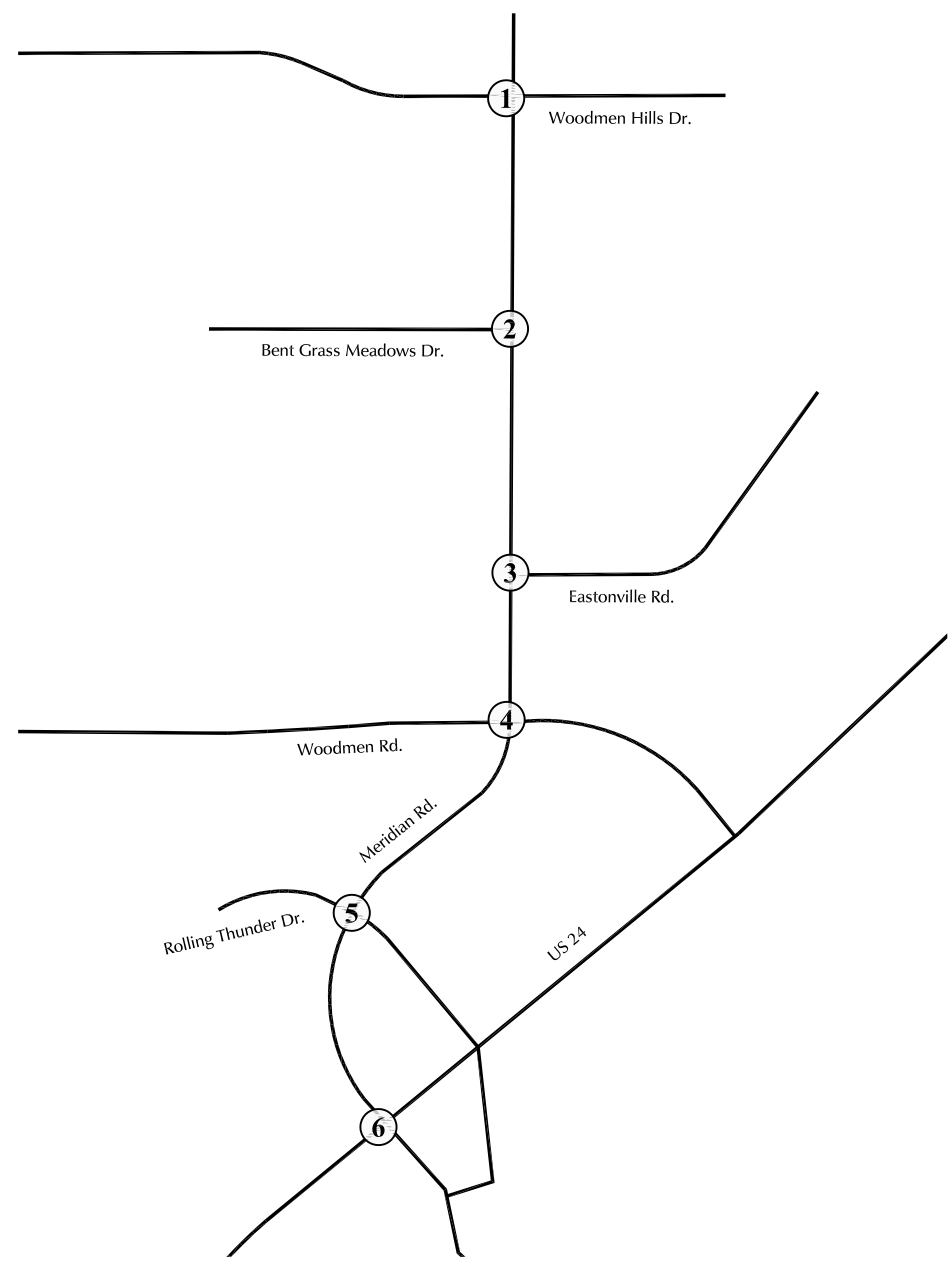 1
Woodmen Hills Dr.
2
Bent Grass Meadows Dr.
3
Eastonville Rd.
4
Woodmen Rd.
Meridian Rd.
5
Rolling Thunder Dr.
US 24
6